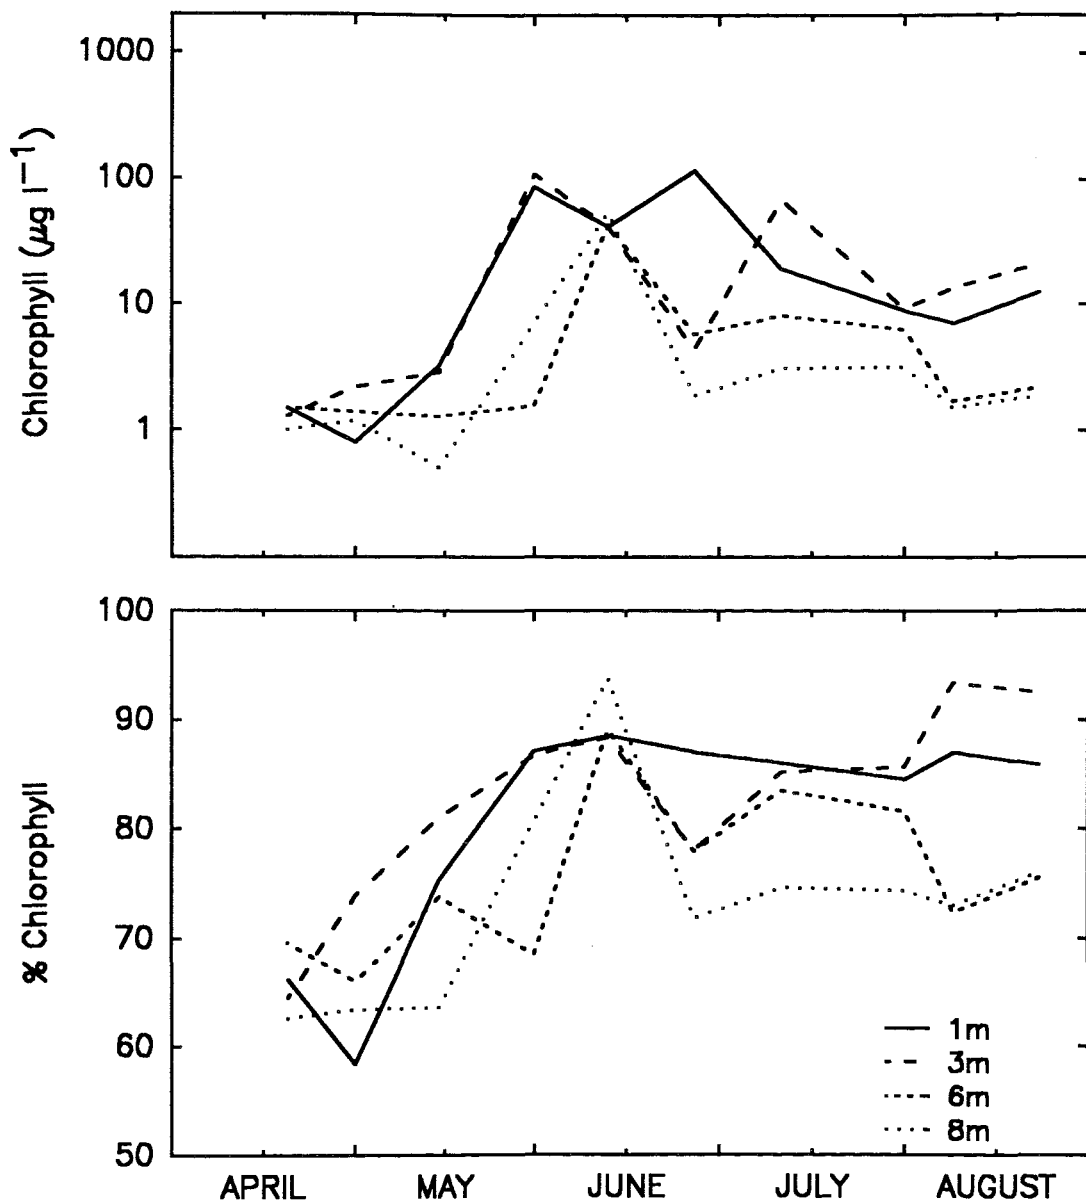 1000
100
10
1
Chlorophyll (µg l⁻¹)
100
90
80
70
60
50
% Chlorophyll
1m
3m
6m
8m
APRIL MAY JUNE JULY AUGUST